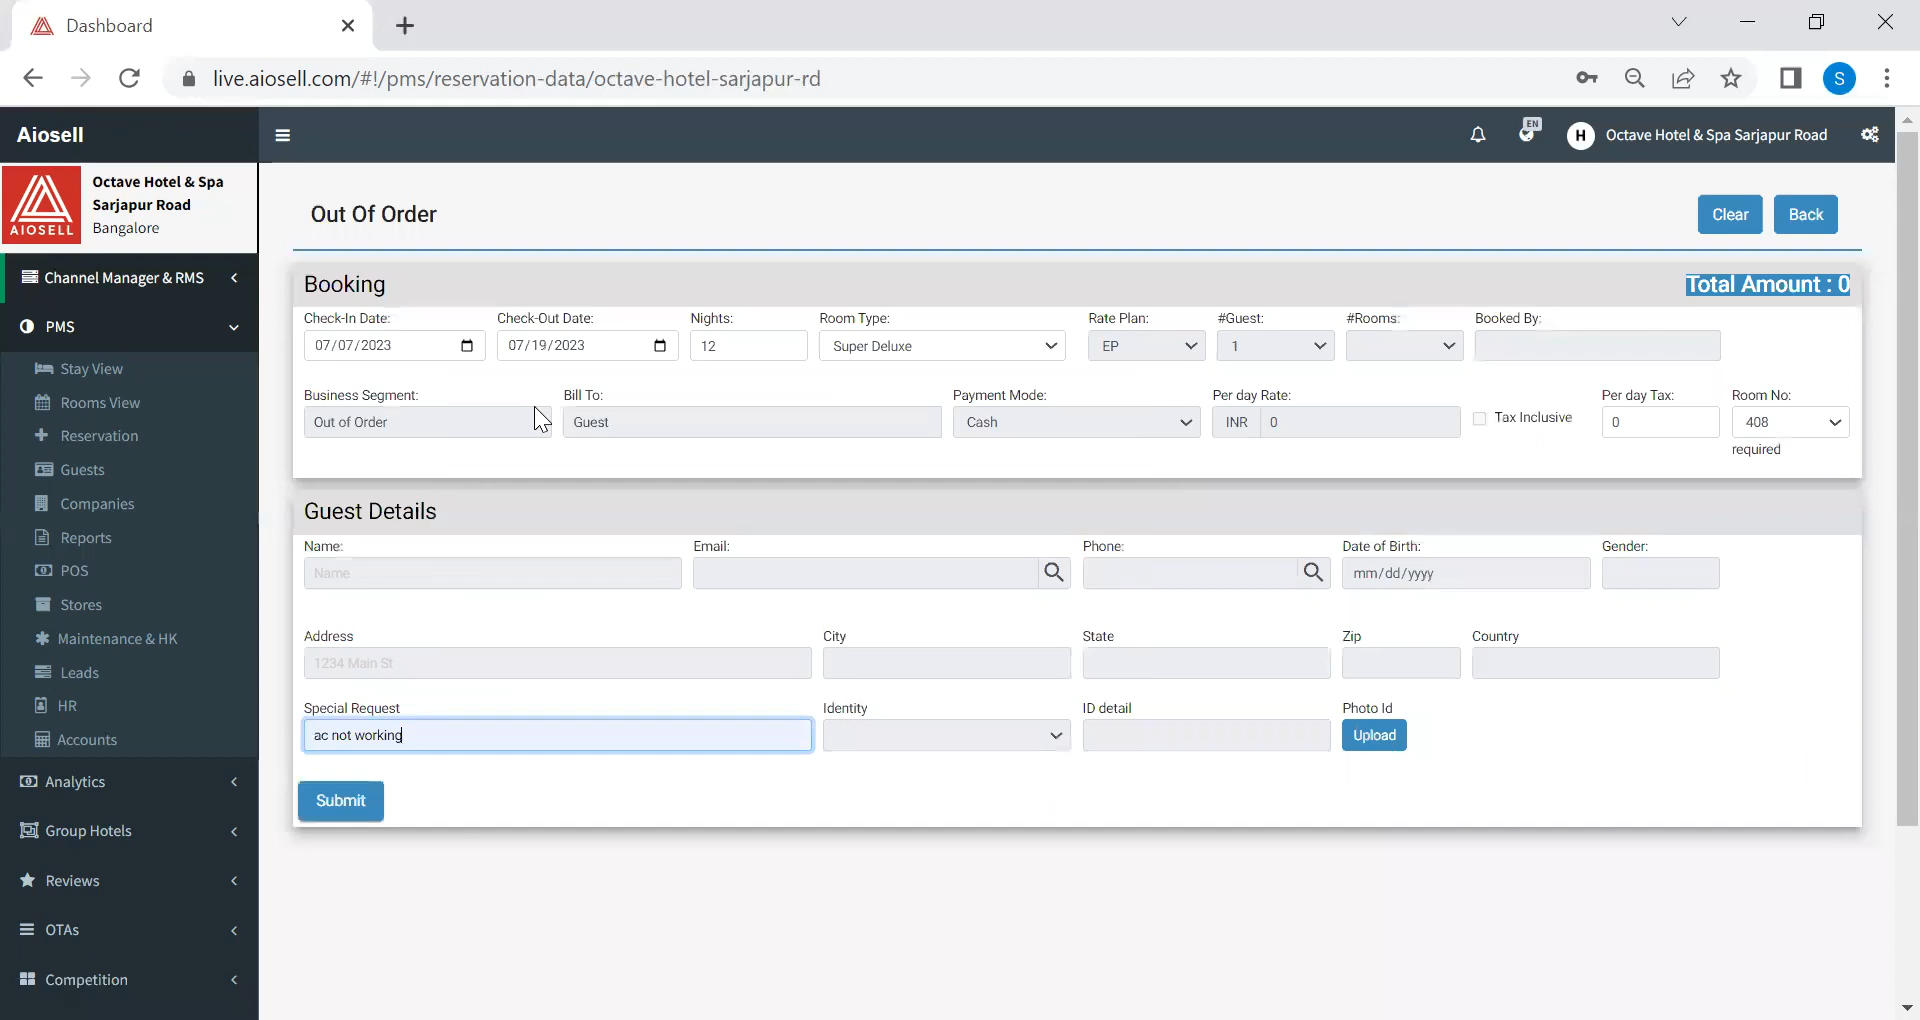 Dashboard
live.aiosell.com/#!/pms/reservation-data/octave-hotel-sarjapur-rd
S
Aiosell
EN
H Octave Hotel & Spa Sarjapur Road
AIOSELL
Octave Hotel & Spa
Sarjapur Road
Bangalore
Channel Manager & RMS
PMS
Stay View
Rooms View
Reservation
Guests
Companies
Reports
POS
Stores
Maintenance & HK
Leads
HR
Accounts
Analytics
Group Hotels
Reviews
OTAs
Competition
Out Of Order
Clear Back
Booking Total Amount : 0
Check-In Date: Check-Out Date: Nights: Room Type: Rate Plan: #Guest: #Rooms: Booked By:
07/07/2023 07/19/2023 12 Super Deluxe EP 1
Business Segment: Bill To: Payment Mode: Per day Rate: Per day Tax: Room No:
Out of Order Guest Cash INR 0 Tax Inclusive 0 408
required
Guest Details
Name: Email: Phone: Date of Birth: Gender:
Name mm/dd/yyyy
Address City State Zip Country
1234 Main St
Special Request Identity ID detail Photo Id
ac not working Upload
Submit